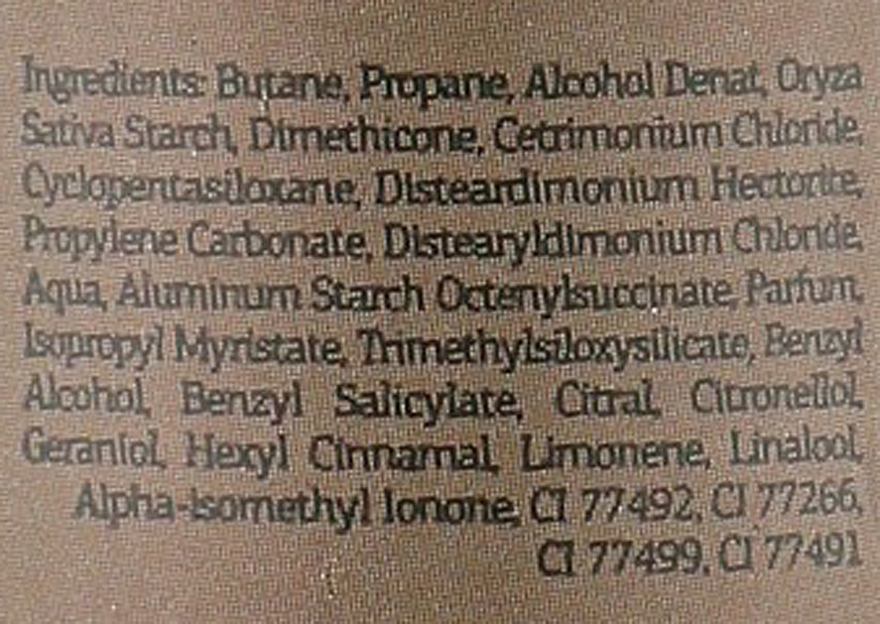 Ingredients: Butane, Propane, Alcohol Denat, Oryza
Sativa Starch, Dimethicone, Cetrimonium Chloride,
Cyclopentasiloxane, Disteardimonium Hectorite,
Propylene Carbonate, Distearyldimonium Chloride,
Aqua, Aluminum Starch Octenylsuccinate, Parfum,
Isopropyl Myristate, Trimethylsiloxysilicate, Benzyl
Alcohol, Benzyl Salicylate, Citral, Citronellol,
Geraniol, Hexyl Cinnamal, Limonene, Linalool,
Alpha-isomethyl Ionone, CI 77492, CI 77266,
CI 77499, CI 77491